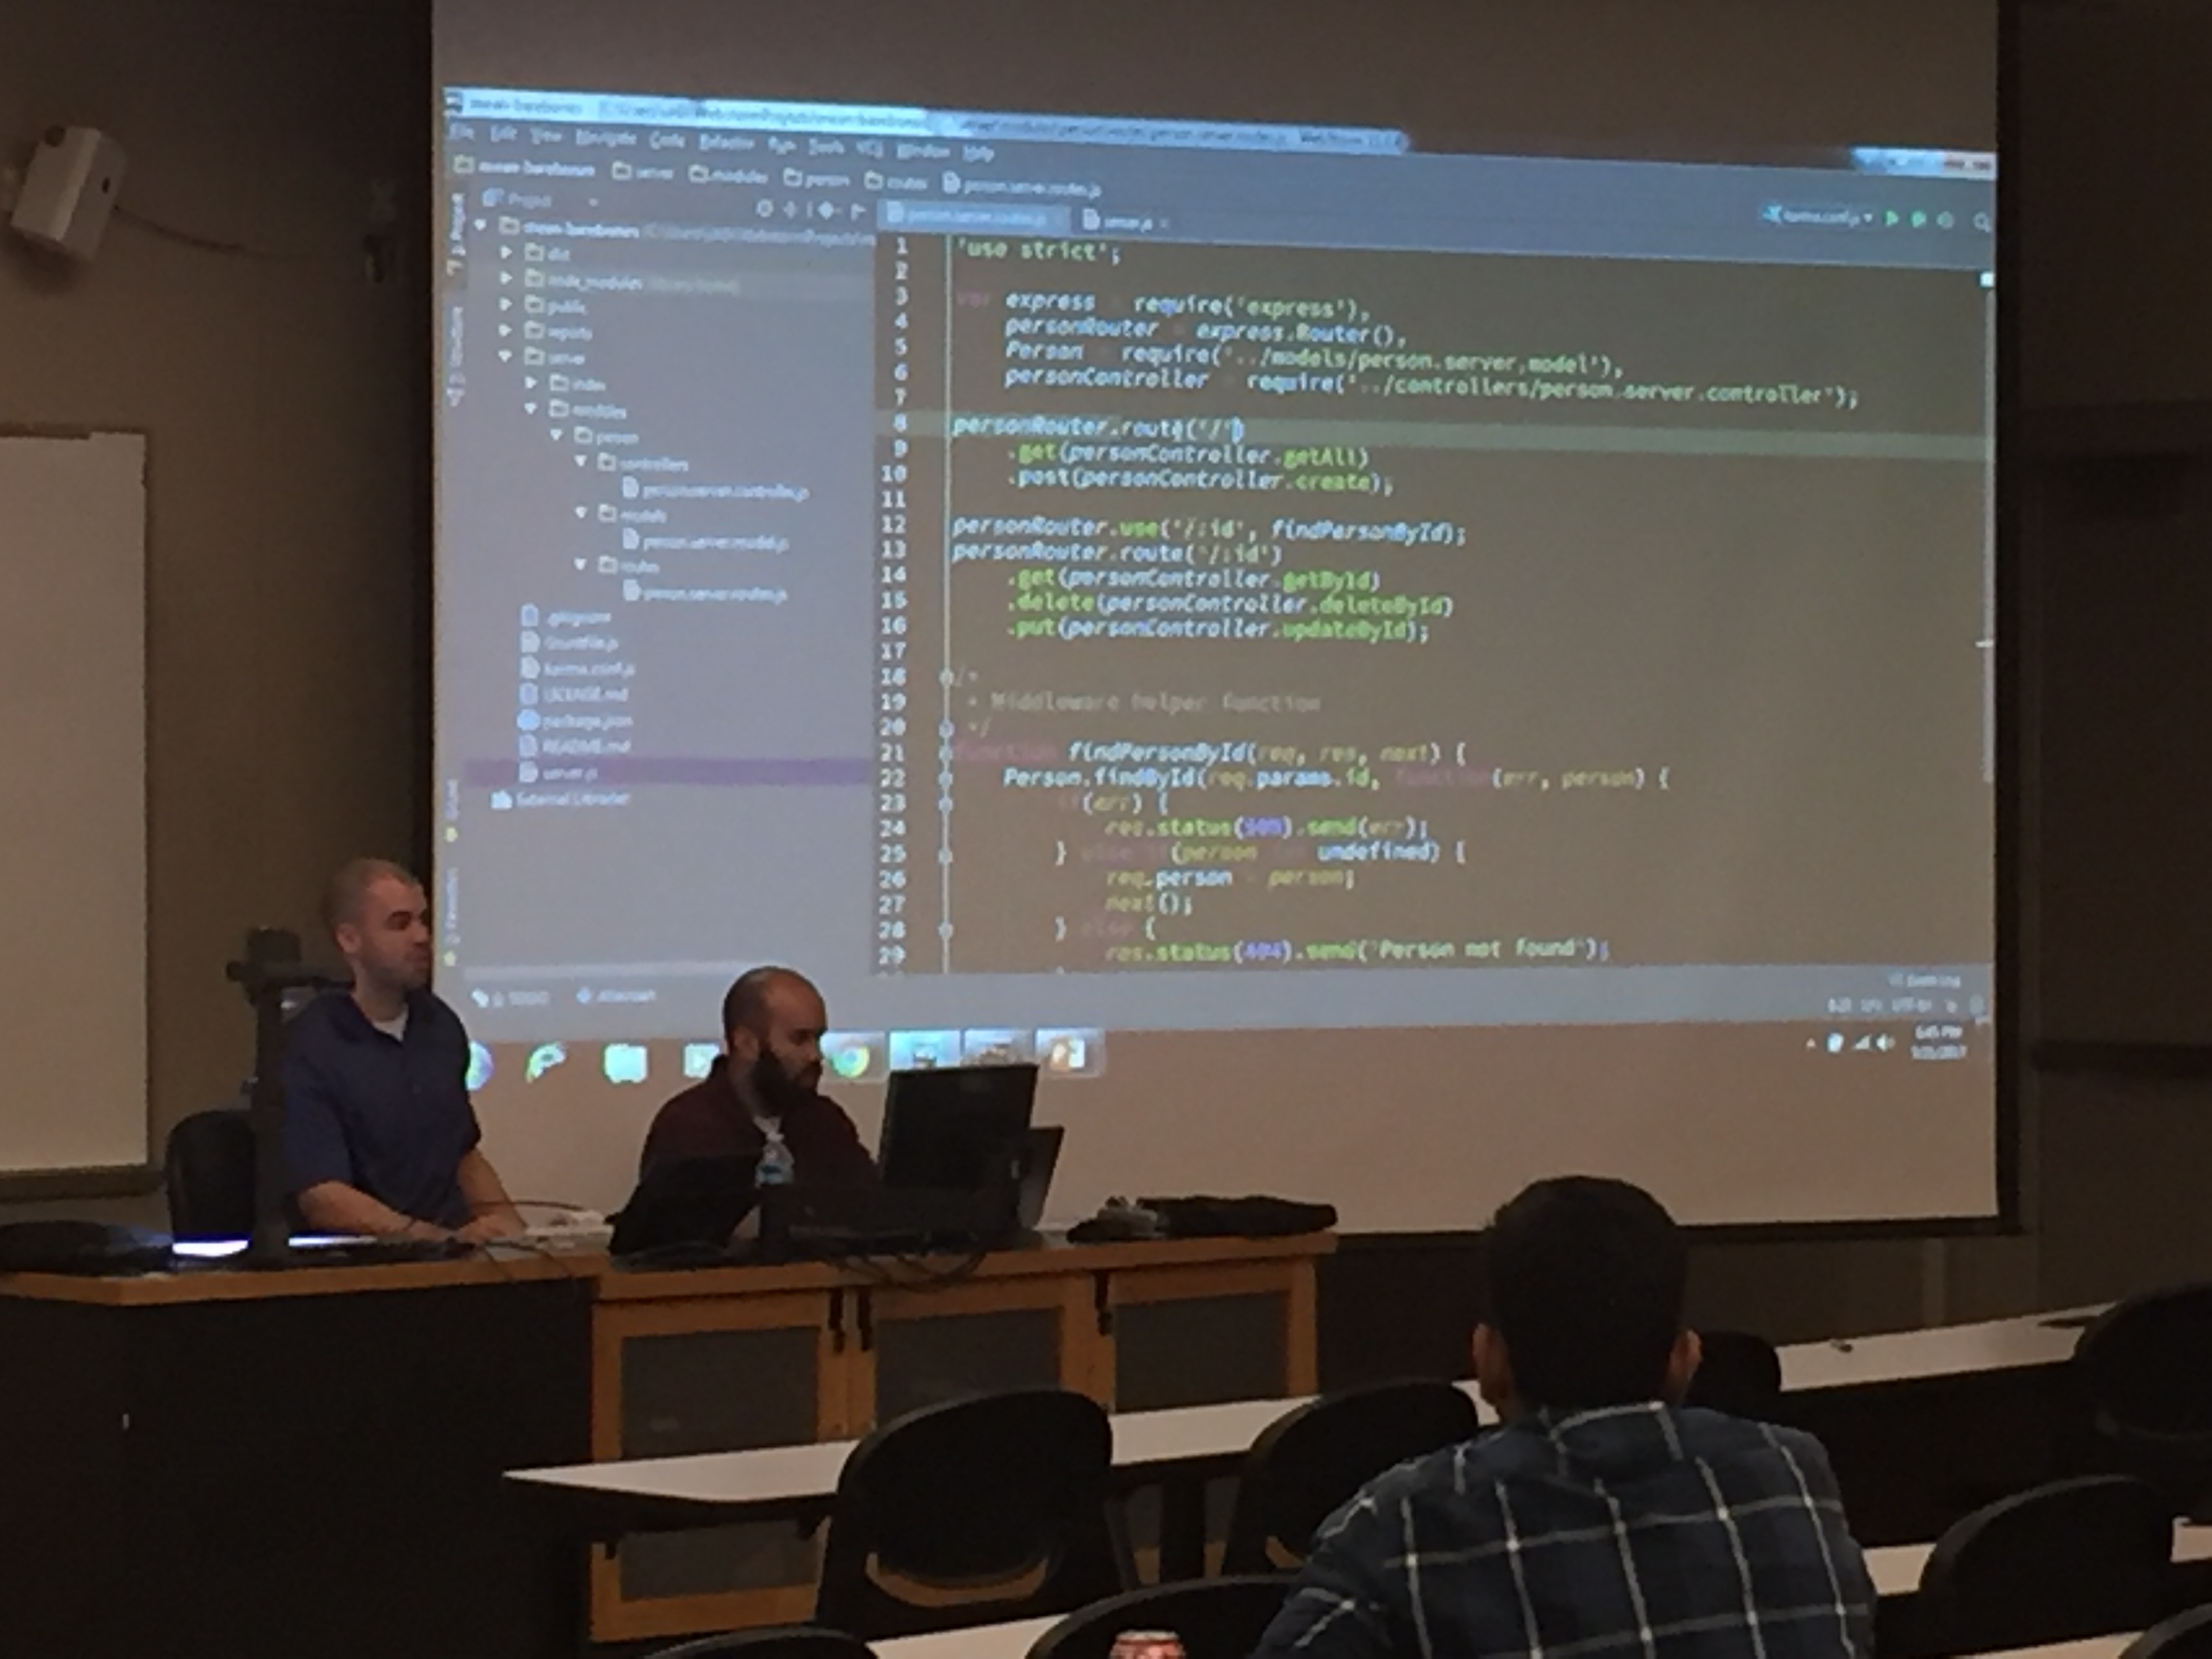 mean-barebones
File Edit View Navigate Code Refactor Run Tools VCS Window Help
mean-barebones server modules person routes person.server.routes.js
Project
person.server.routes.js server.js
karma.conf.js
mean-barebones
dist
node_modules
public
reports
server
index
modules
person
controllers
person.server.controller.js
models
person.server.model.js
routes
person.server.routes.js
.gitignore
Gruntfile.js
karma.conf.js
LICENSE.md
package.json
README.md
server.js
External Libraries
1 'use strict';
2
3 var express = require('express'),
4 personRouter = express.Router(),
5 Person = require('../models/person.server.model'),
6 personController = require('../controllers/person.server.controller');
7
8 personRouter.route('/')
9 .get(personController.getAll)
10 .post(personController.create);
11
12 personRouter.use('/:id', findPersonById);
13 personRouter.route('/:id')
14 .get(personController.getById)
15 .delete(personController.deleteById)
16 .put(personController.updateById);
17
18 /*
19 * Middleware helper function
20 */
21 function findPersonById(req, res, next) {
22 Person.findById(req.params.id, function(err, person) {
23 if(err) {
24 res.status(500).send(err);
25 } else if(person undefined) {
26 req.person = person;
27 next();
28 } else {
29 res.status(404).send('Person not found');
6: TODO Terminal
Event Log
6:45 PM